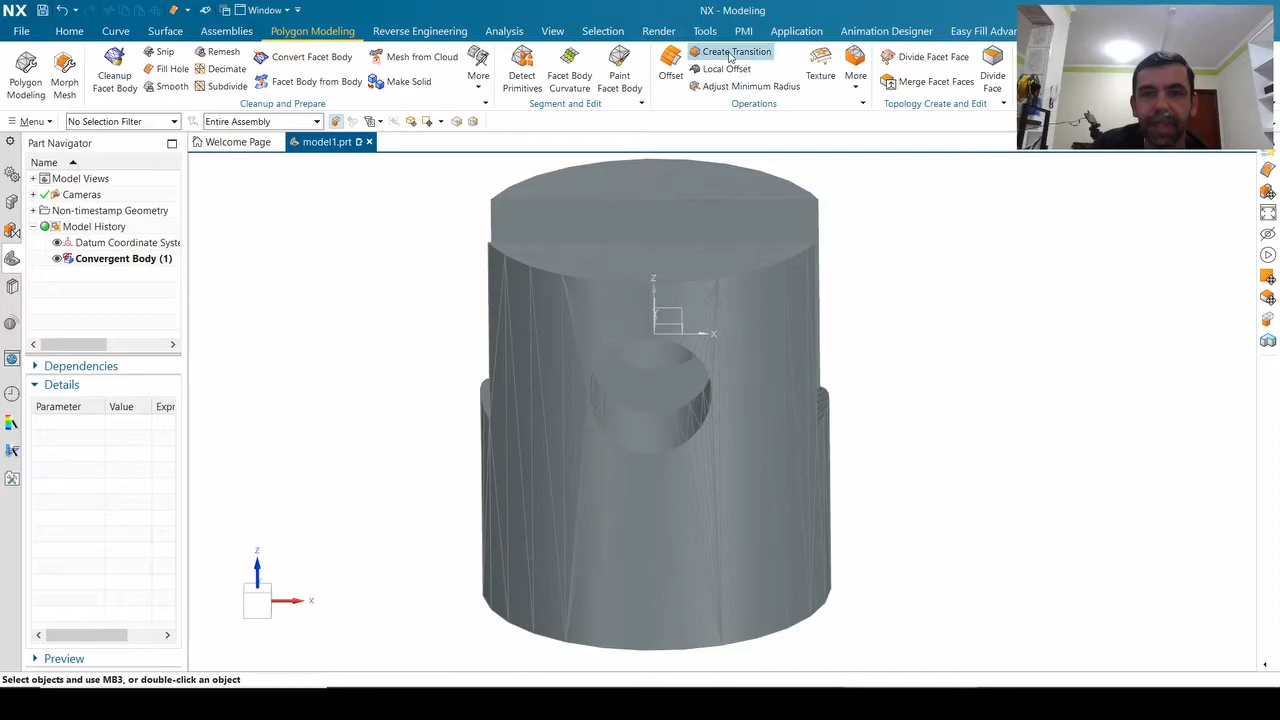 NX Window NX - Modeling
File Home Curve Surface Assemblies Polygon Modeling Reverse Engineering Analysis View Selection Render Tools PMI Application Animation Designer Easy Fill Advan
Polygon Modeling
Morph Mesh
Cleanup Facet Body
Snip
Fill Hole
Smooth
Remesh
Decimate
Subdivide
Convert Facet Body
Facet Body from Body
Mesh from Cloud
Make Solid
More
Cleanup and Prepare
Detect Primitives
Facet Body Curvature
Paint Facet Body
Segment and Edit
Offset
Create Transition
Local Offset
Adjust Minimum Radius
Texture
More
Operations
Divide Facet Face
Merge Facet Faces
Divide Face
Topology Create and Edit
Menu No Selection Filter Entire Assembly
Part Navigator
Welcome Page model1.prt
Name
Model Views
Cameras
Non-timestamp Geometry
Model History
Datum Coordinate Syste
Convergent Body (1)
Dependencies
Details
Parameter Value Expr
Preview
Z
X
Z
X
Select objects and use MB3, or double-click an object